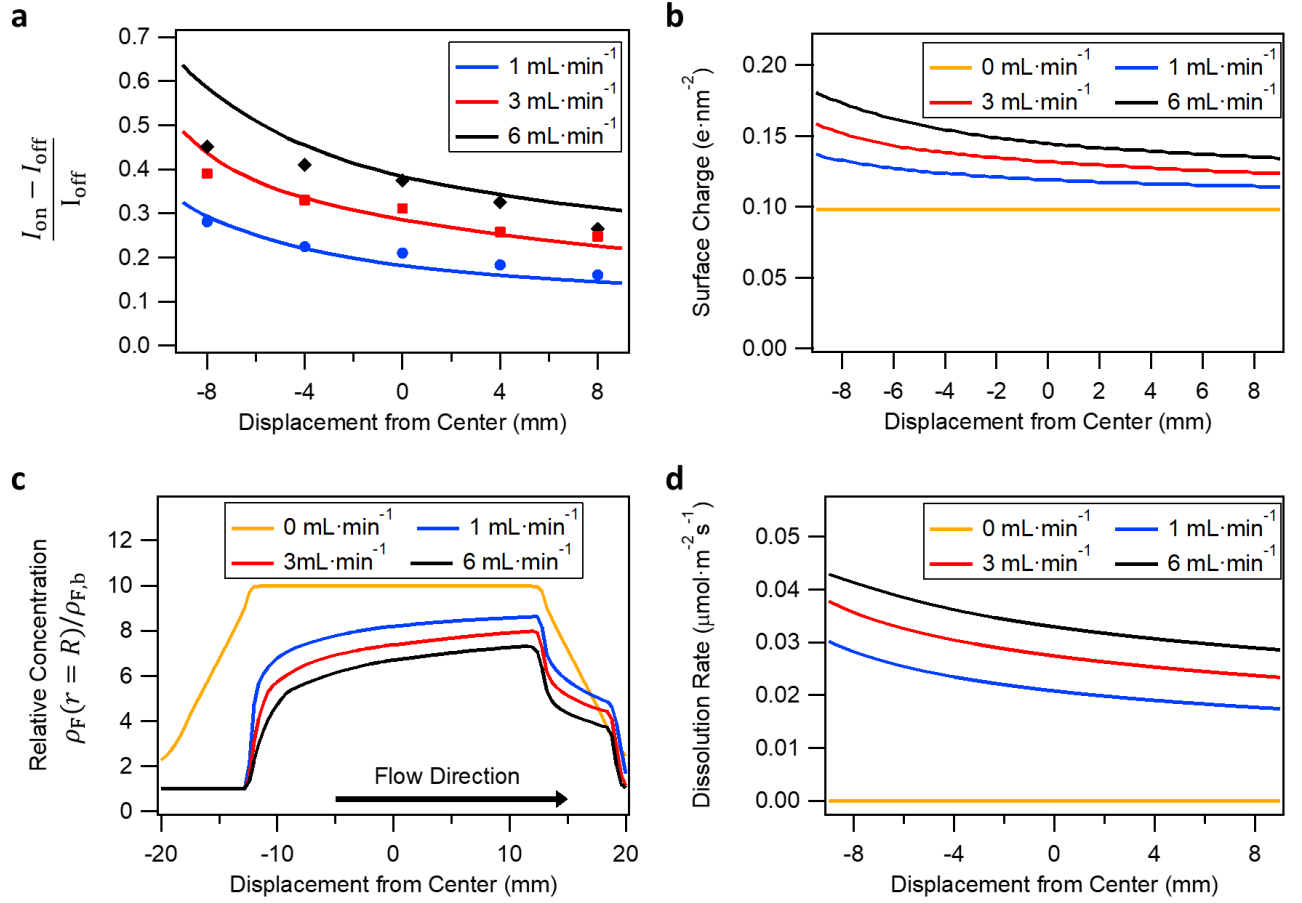 a
0.7
0.6
0.5
0.4
0.3
0.2
0.1
0.0
I_on − I_off
I_off
1 mL·min⁻¹
3 mL·min⁻¹
6 mL·min⁻¹
-8 -4 0 4 8
Displacement from Center (mm)
b
0.20
0.15
0.10
0.05
0.00
Surface Charge (e·nm⁻²)
0 mL·min⁻¹ 1 mL·min⁻¹
3 mL·min⁻¹ 6 mL·min⁻¹
-8 -6 -4 -2 0 2 4 6 8
Displacement from Center (mm)
c
12
10
8
6
4
2
0
Relative Concentration
ρ_F(r = R)/ρ_F,b
0 mL·min⁻¹ 1 mL·min⁻¹
3mL·min⁻¹ 6 mL·min⁻¹
Flow Direction
-20 -10 0 10 20
Displacement from Center (mm)
d
0.05
0.04
0.03
0.02
0.01
0.00
Dissolution Rate (μmol·m⁻² s⁻¹)
0 mL·min⁻¹ 1 mL·min⁻¹
3 mL·min⁻¹ 6 mL·min⁻¹
-8 -4 0 4 8
Displacement from Center (mm)